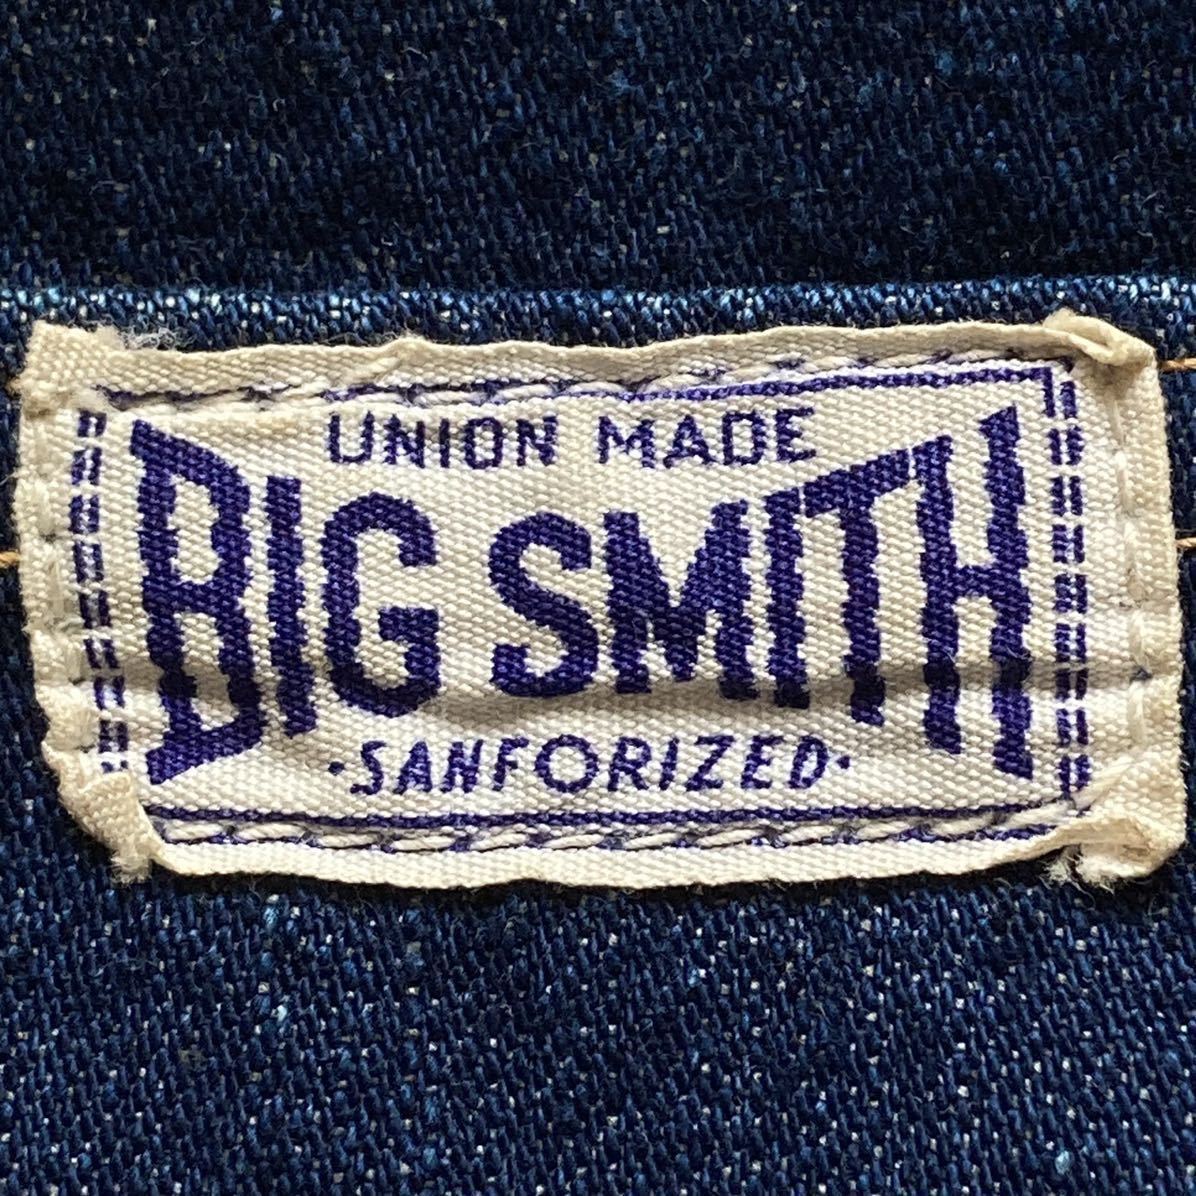 UNION MADE
BIG SMITH
·SANFORIZED·